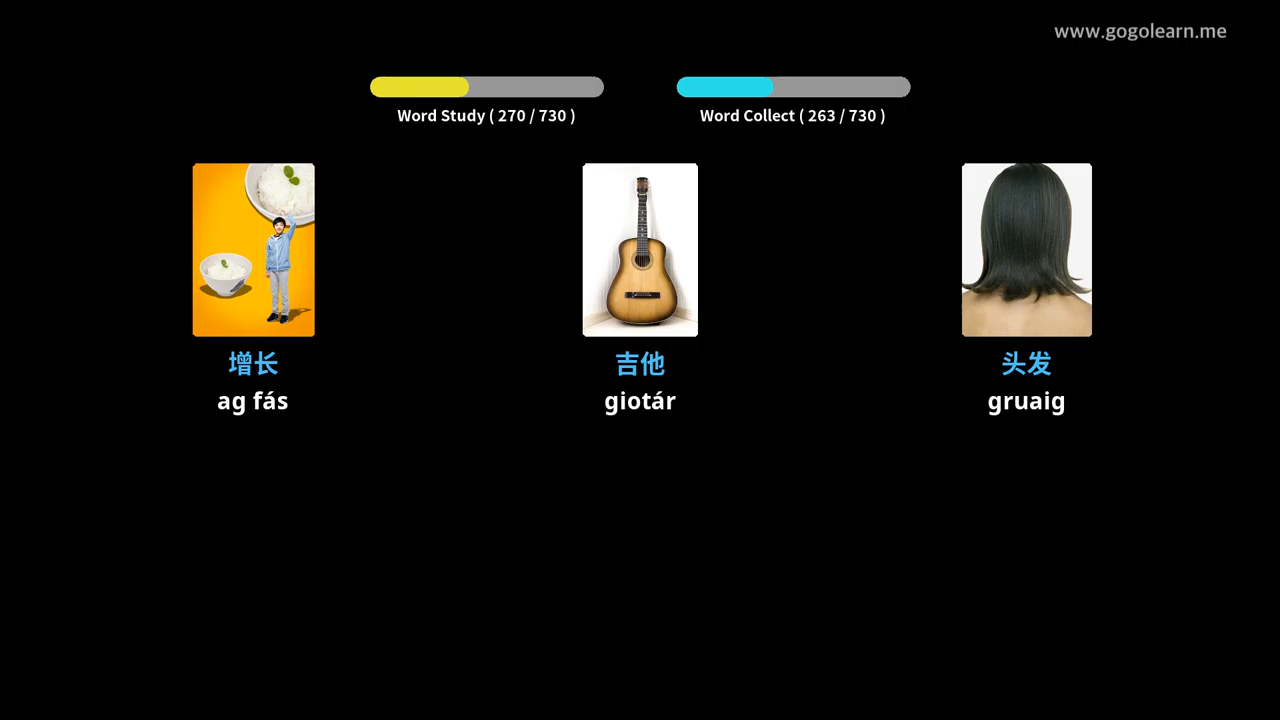 www.gogolearn.me
Word Study ( 270 / 730 )
Word Collect ( 263 / 730 )
增长
吉他
头发
ag fás
giotár
gruaig